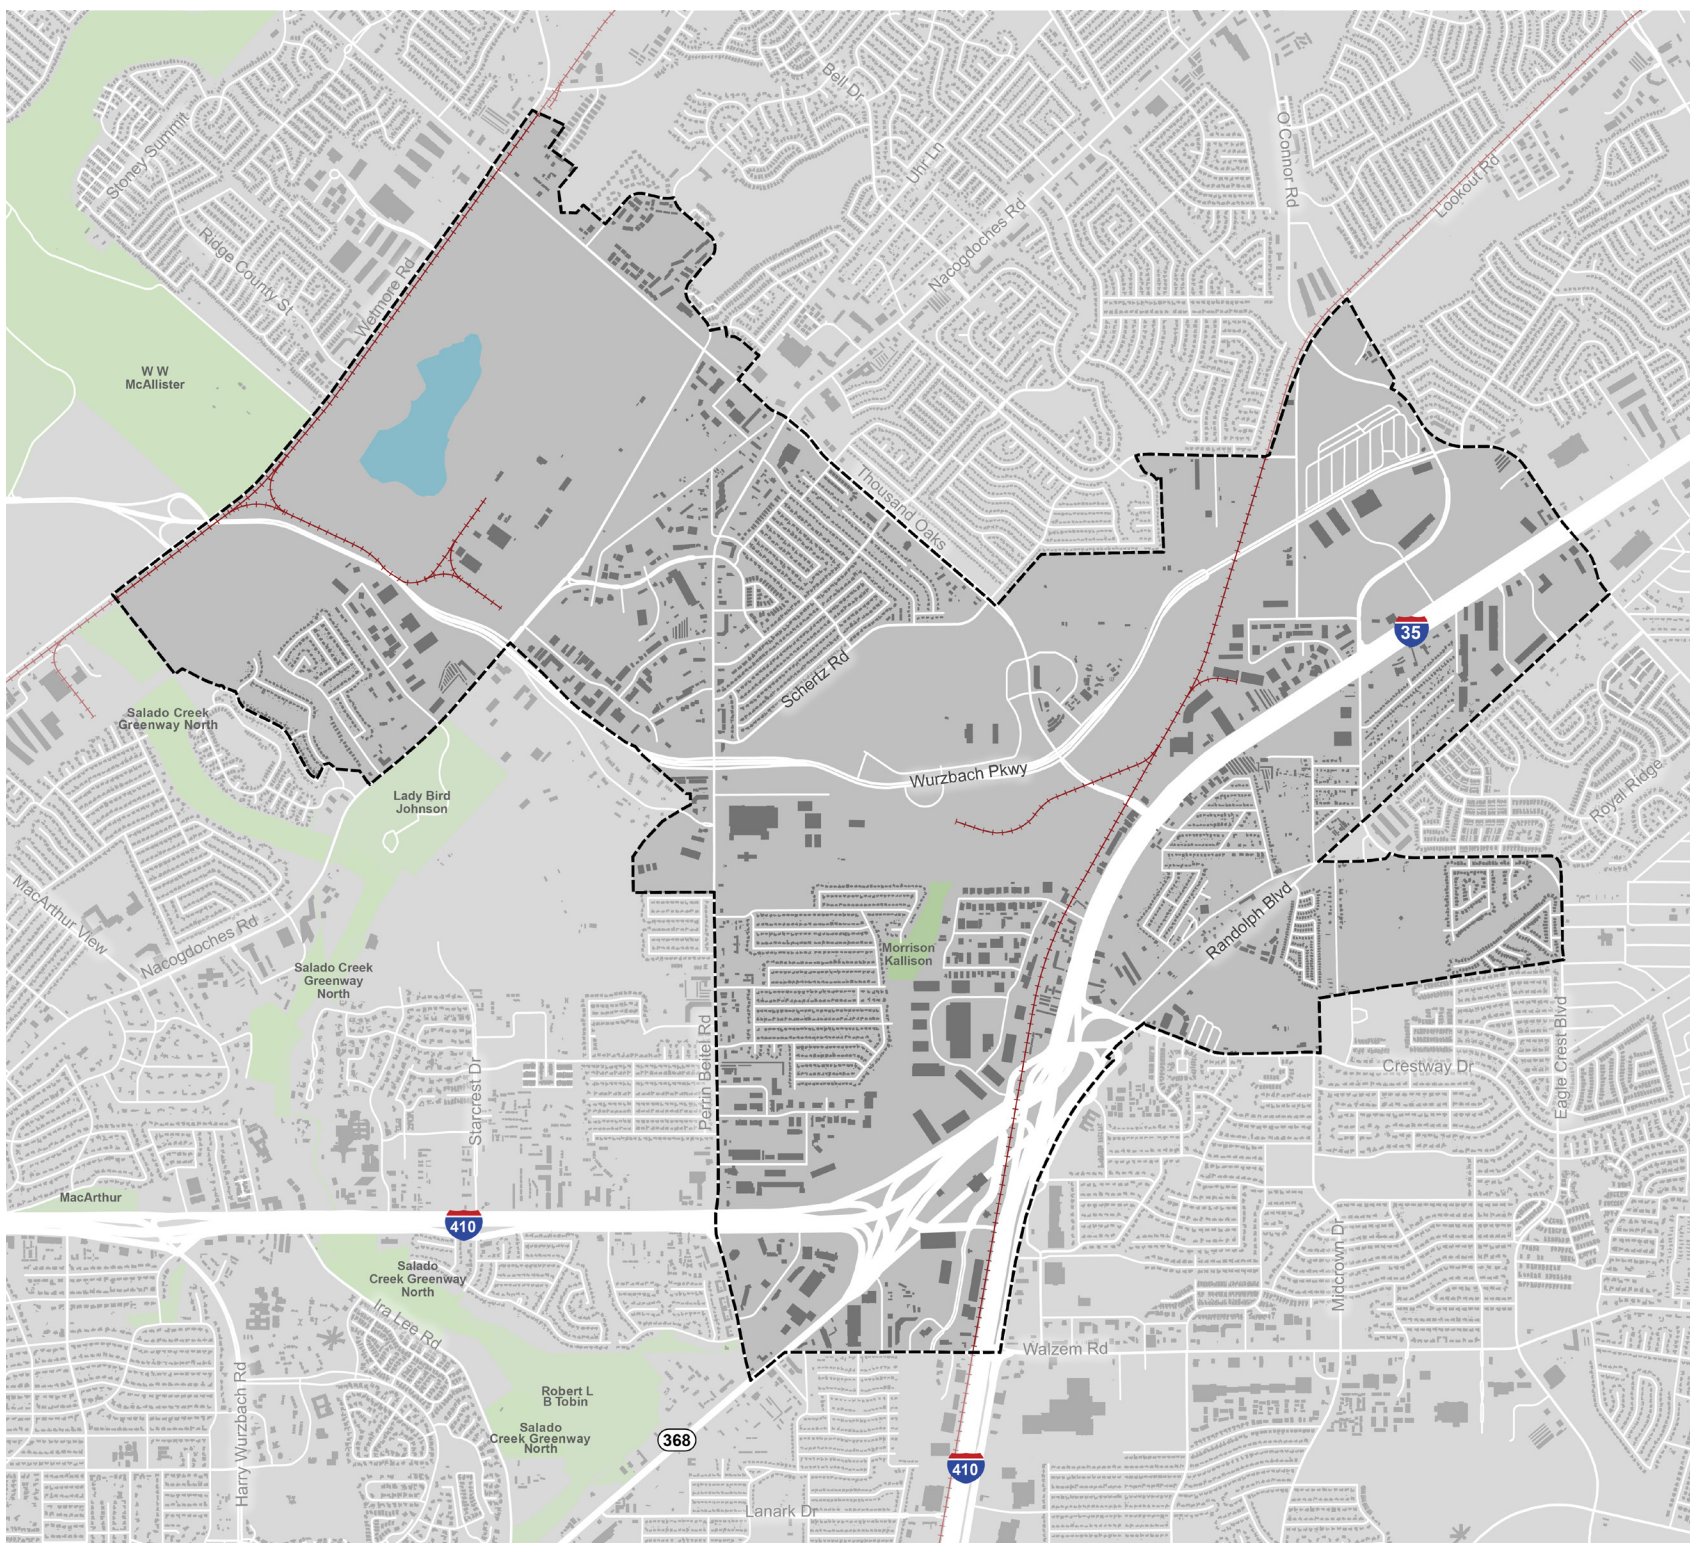 Bell Dr
Stoney Summit
Uhr Ln
O Connor Rd
Lookout Rd
Ridge County St
Nacogdoches Rd
Wetmore Rd
W W
McAllister
Thousand Oaks
35
Schertz Rd
Salado Creek
Greenway North
Wurzbach Pkwy
Lady Bird
Johnson
Royal Ridge
MacArthur View
Nacogdoches Rd
Randolph Blvd
Morrison
Kallison
Salado Creek
Greenway
North
Perrin Beitel Rd
Starcrest Dr
Crestway Dr
Eagle Crest Blvd
MacArthur
410
Salado
Creek Greenway
North
Ira Lee Rd
Midcrown Dr
Walzem Rd
Harry Wurzbach Rd
Robert L
B Tobin
Salado
Creek Greenway
North
368
410
Lanark Dr